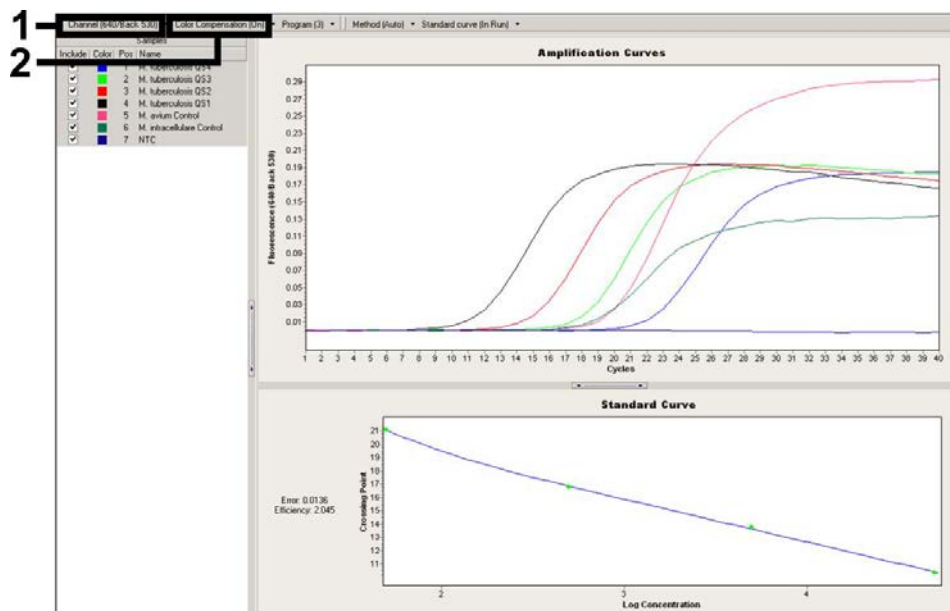 1 Channel (640/Back 530) Color Compensation (On) Program (3) Method (Auto) Standard curve (In Run)
2
Samples
Include Color Pos Name
1 M. tuberculosis QS4
2 M. tuberculosis QS3
3 M. tuberculosis QS2
4 M. tuberculosis QS1
5 M. avium Control
6 M. intracellulare Control
7 NTC
Amplification Curves
Fluorescence (640/Back 530)
0.29
0.27
0.25
0.23
0.21
0.19
0.17
0.15
0.13
0.11
0.09
0.07
0.05
0.03
0.01
1 2 3 4 5 6 7 8 9 10 11 12 13 14 15 16 17 18 19 20 21 22 23 24 25 26 27 28 29 30 31 32 33 34 35 36 37 38 39 40
Cycles
Standard Curve
Error: 0.0136
Efficiency: 2.045
Crossing Point
21
20
19
18
17
16
15
14
13
12
11
2 3 4
Log Concentration